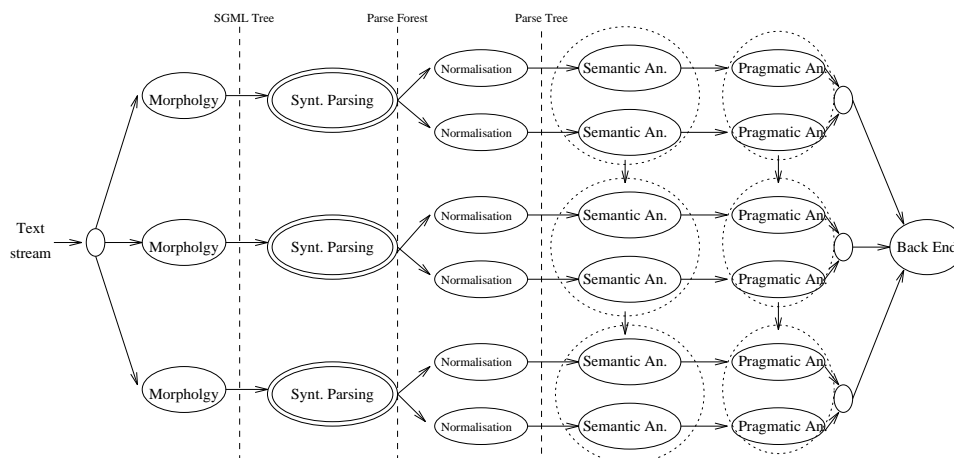 SGML Tree
Parse Forest
Parse Tree
Normalisation
Semantic An.
Pragmatic An.
Morpholgy
Synt. Parsing
Normalisation
Semantic An.
Pragmatic An.
Normalisation
Semantic An.
Pragmatic An.
Text
stream
Morpholgy
Synt. Parsing
Back End
Normalisation
Semantic An.
Pragmatic An.
Normalisation
Semantic An.
Pragmatic An.
Morpholgy
Synt. Parsing
Normalisation
Semantic An.
Pragmatic An.